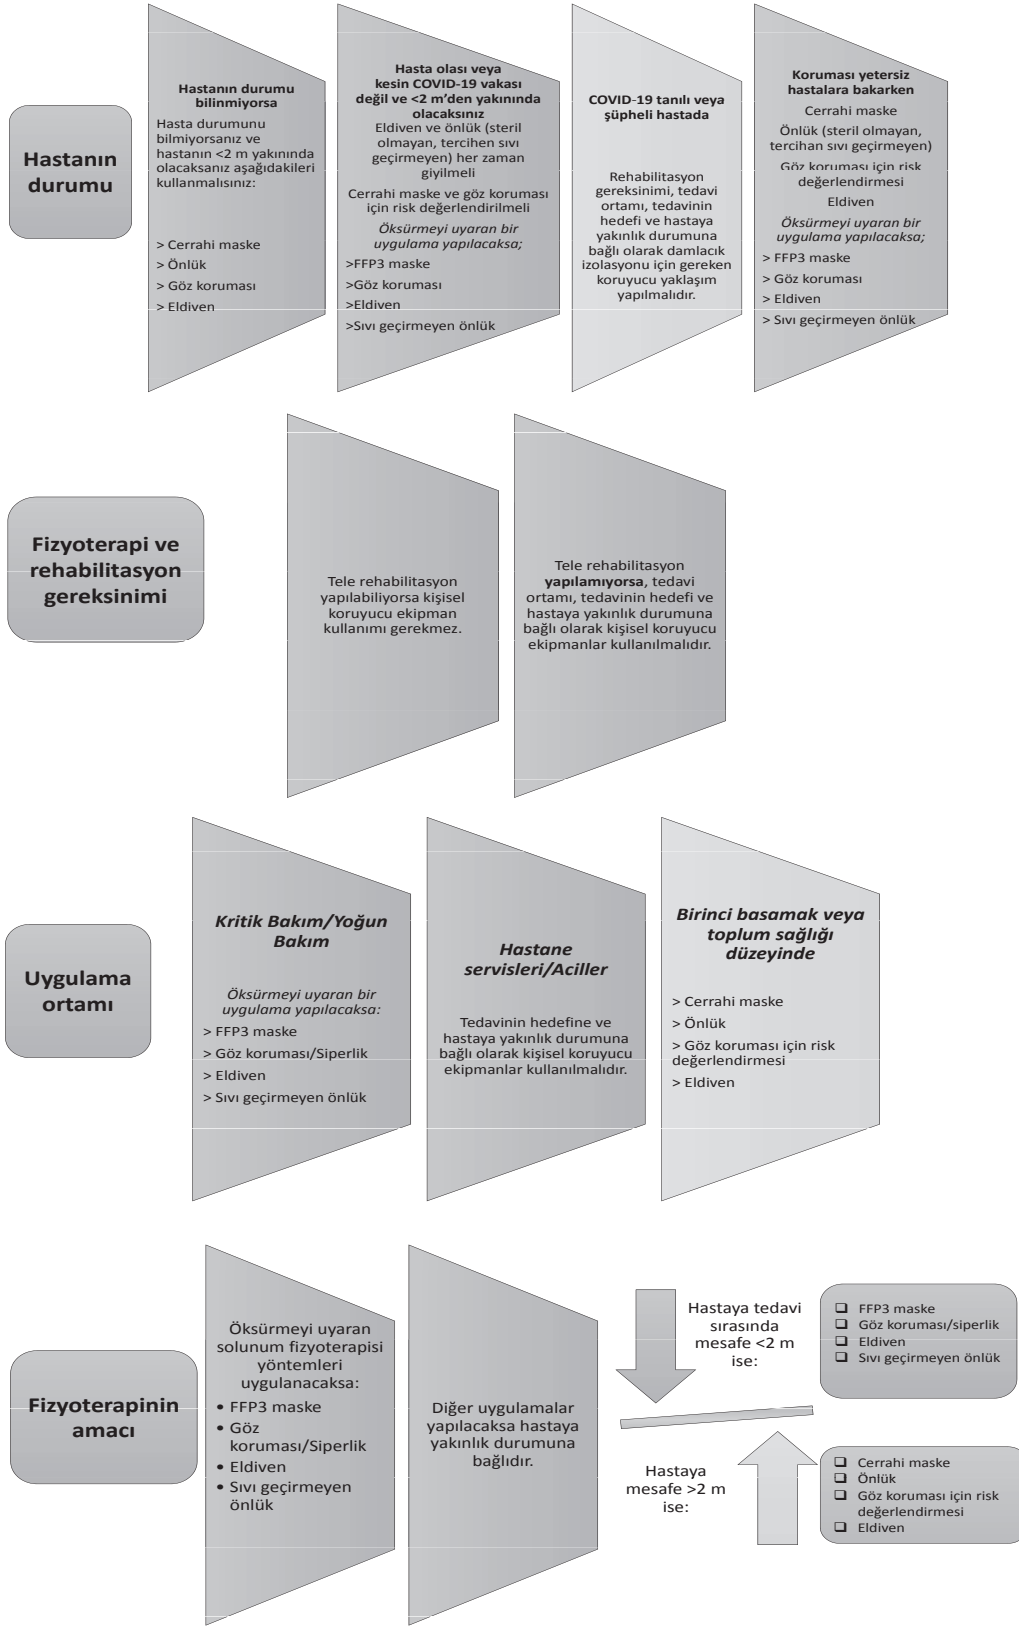 Hastanın
durumu
Hastanın durumu
bilinmiyorsa
Hasta durumunu
bilmiyorsanız ve
hastanın <2 m yakınında
olacaksanız aşağıdakileri
kullanmalısınız:
> Cerrahi maske
> Önlük
> Göz koruması
> Eldiven
Hasta olası veya
kesin COVID-19 vakası
değil ve <2 m'den yakınında
olacaksınız
Eldiven ve önlük (steril
olmayan, tercihen sıvı
geçirmeyen) her zaman
giyilmeli
Cerrahi maske ve göz koruması
için risk değerlendirilmeli
Öksürmeyi uyaran bir
uygulama yapılacaksa;
>FFP3 maske
>Göz koruması
>Eldiven
>Sıvı geçirmeyen önlük
COVID-19 tanılı veya
şüpheli hastada
Rehabilitasyon
gereksinimi, tedavi
ortamı, tedavinin
hedefi ve hastaya
yakınlık durumuna
bağlı olarak damlacık
izolasyonu için gereken
koruyucu yaklaşım
yapılmalıdır.
Koruması yetersiz
hastalara bakarken
Cerrahi maske
Önlük (steril olmayan,
tercihan sıvı geçirmeyen)
Göz koruması için risk
değerlendirmesi
Eldiven
Öksürmeyi uyaran bir
uygulama yapılacaksa;
> FFP3 maske
> Göz koruması
> Eldiven
> Sıvı geçirmeyen önlük
Fizyoterapi ve
rehabilitasyon
gereksinimi
Tele rehabilitasyon
yapılabiliyorsa kişisel
koruyucu ekipman
kullanımı gerekmez.
Tele rehabilitasyon
yapılamıyorsa, tedavi
ortamı, tedavinin hedefi ve
hastaya yakınlık durumuna
bağlı olarak kişisel koruyucu
ekipmanlar kullanılmalıdır.
Uygulama
ortamı
Kritik Bakım/Yoğun
Bakım
Öksürmeyi uyaran bir
uygulama yapılacaksa:
> FFP3 maske
> Göz koruması/Siperlik
> Eldiven
> Sıvı geçirmeyen önlük
Hastane
servisleri/Aciller
Tedavinin hedefine ve
hastaya yakınlık durumuna
bağlı olarak kişisel koruyucu
ekipmanlar kullanılmalıdır.
Birinci basamak veya
toplum sağlığı
düzeyinde
> Cerrahi maske
> Önlük
> Göz koruması için risk
değerlendirmesi
> Eldiven
Fizyoterapinin
amacı
Öksürmeyi uyaran
solunum fizyoterapisi
yöntemleri
uygulanacaksa:
• FFP3 maske
• Göz
koruması/Siperlik
• Eldiven
• Sıvı geçirmeyen
önlük
Diğer uygulamalar
yapılacaksa hastaya
yakınlık durumuna
bağlıdır.
Hastaya tedavi
sırasında
mesafe <2 m
ise:
❑ FFP3 maske
❑ Göz koruması/siperlik
❑ Eldiven
❑ Sıvı geçirmeyen önlük
Hastaya
mesafe >2 m
ise:
❑ Cerrahi maske
❑ Önlük
❑ Göz koruması için risk
değerlendirmesi
❑ Eldiven